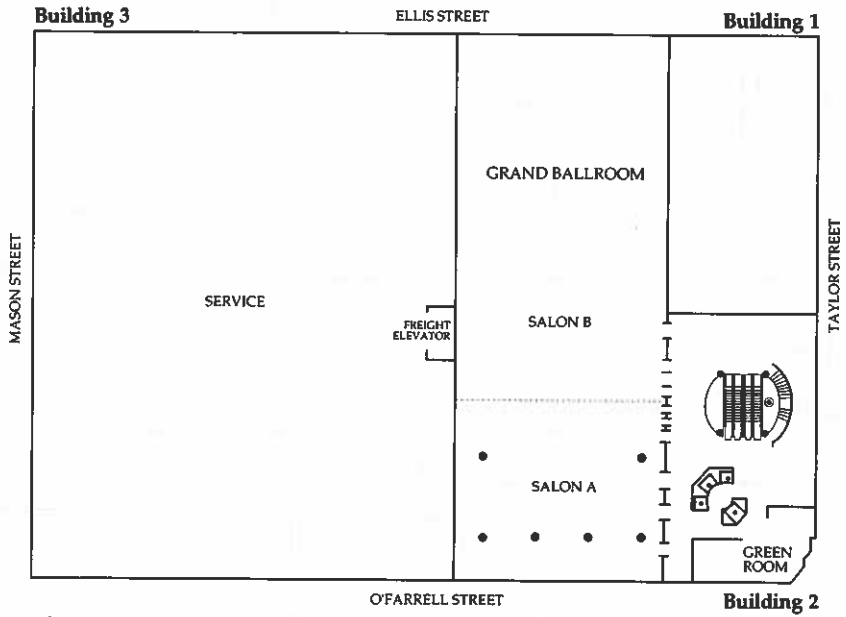 Building 3
ELLIS STREET
Building 1
GRAND BALLROOM
MASON STREET
TAYLOR STREET
SERVICE
FREIGHT
ELEVATOR
SALON B
SALON A
GREEN
ROOM
O'FARRELL STREET
Building 2